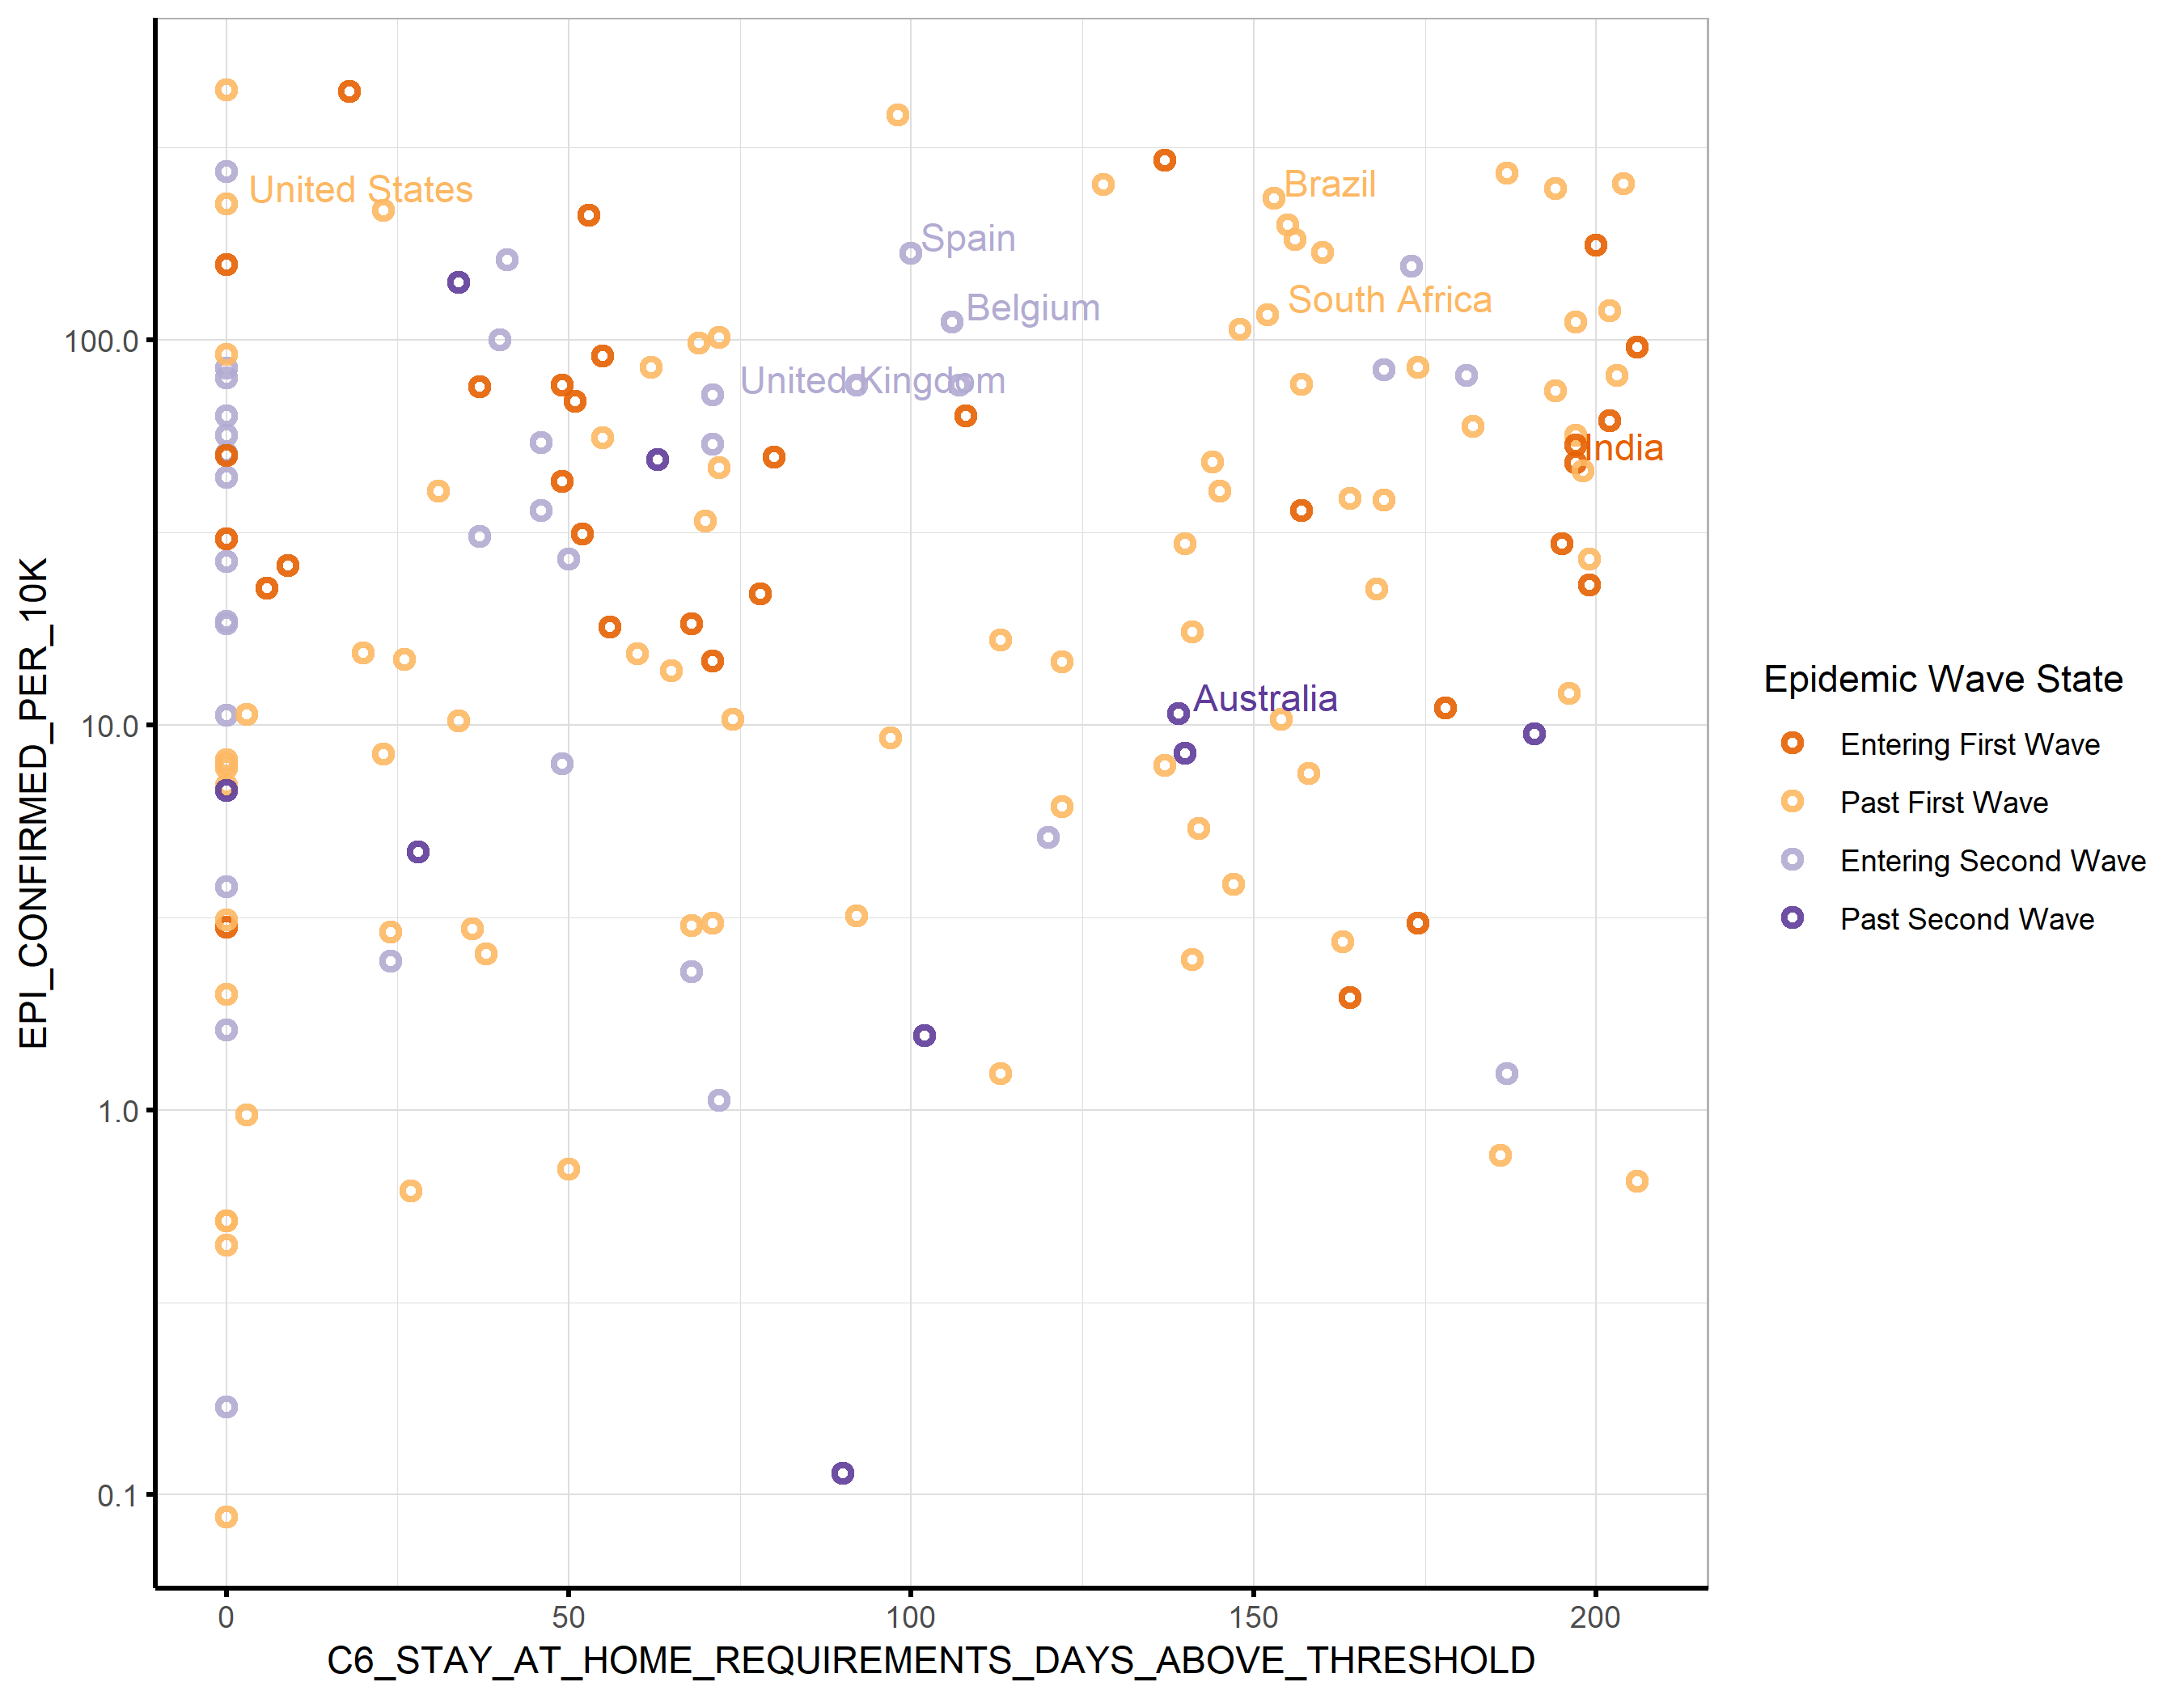 United States
Brazil
Spain
South Africa
Belgium
United Kingdom
India
Australia
100.0
10.0
1.0
0.1
EPI_CONFIRMED_PER_10K
0
50
100
150
200
C6_STAY_AT_HOME_REQUIREMENTS_DAYS_ABOVE_THRESHOLD
Epidemic Wave State
Entering First Wave
Past First Wave
Entering Second Wave
Past Second Wave